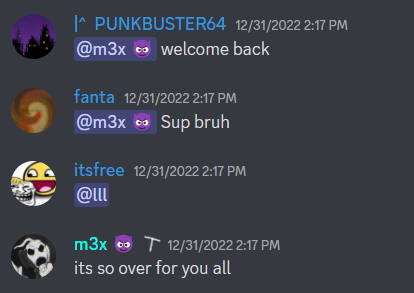 |^ PUNKBUSTER64 12/31/2022 2:17 PM
@m3x 😈 welcome back
fanta 12/31/2022 2:17 PM
@m3x 😈 Sup bruh
itsfree 12/31/2022 2:17 PM
@lll
m3x 😈 12/31/2022 2:17 PM
its so over for you all